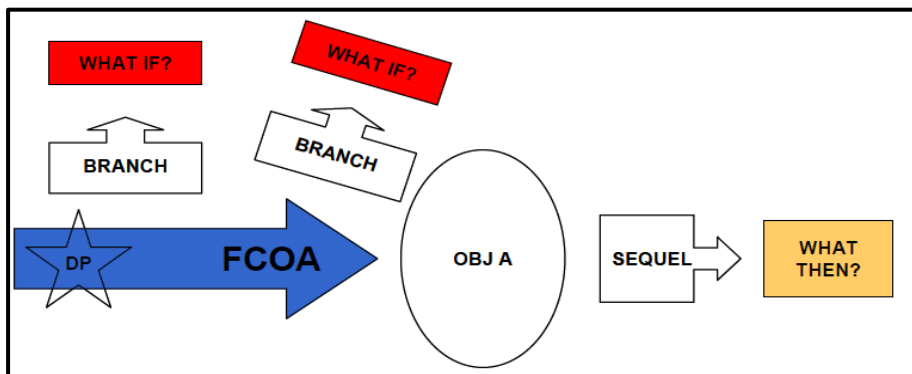 WHAT IF?
WHAT IF?
BRANCH
BRANCH
DP
FCOA
OBJ A
SEQUEL
WHAT
THEN?